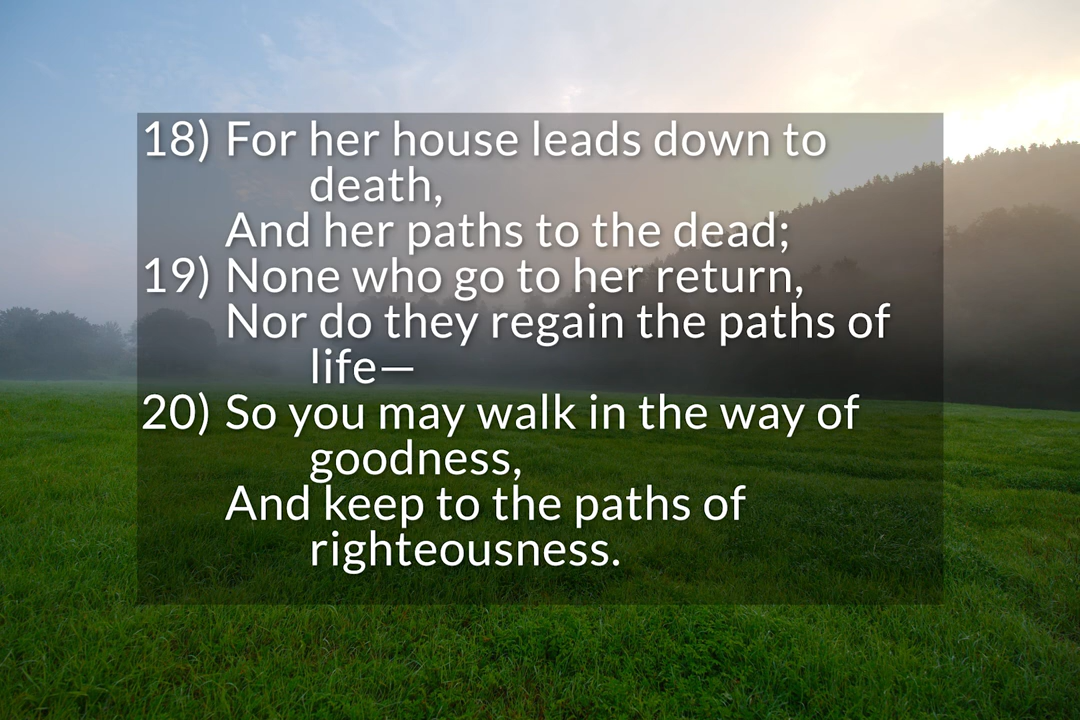 18) For her house leads down to
death,
And her paths to the dead;
19) None who go to her return,
Nor do they regain the paths of
life—
20) So you may walk in the way of
goodness,
And keep to the paths of
righteousness.